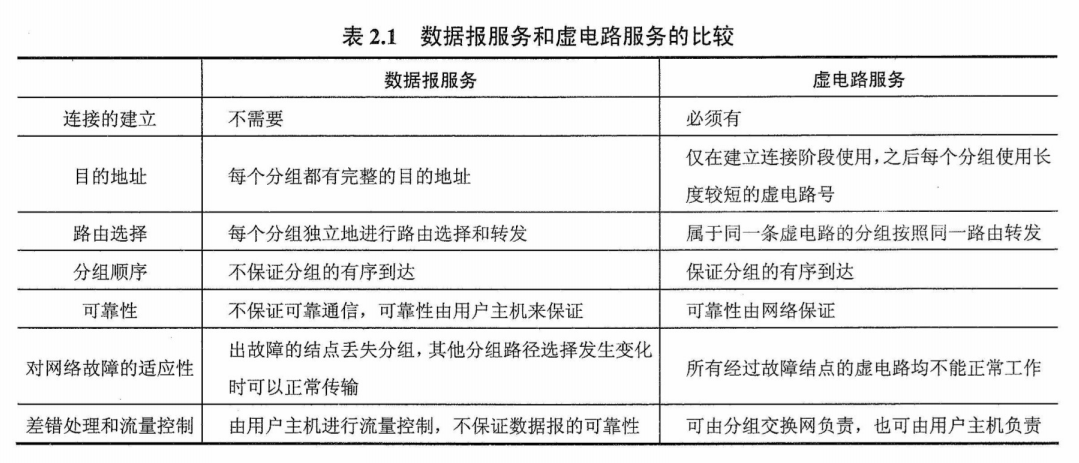 表 2.1 数据报服务和虚电路服务的比较
数据报服务 虚电路服务
连接的建立 不需要 必须有
目的地址 每个分组都有完整的目的地址 仅在建立连接阶段使用，之后每个分组使用长
度较短的虚电路号
路由选择 每个分组独立地进行路由选择和转发 属于同一条虚电路的分组按照同一路由转发
分组顺序 不保证分组的有序到达 保证分组的有序到达
可靠性 不保证可靠通信，可靠性由用户主机来保证 可靠性由网络保证
对网络故障的适应性 出故障的结点丢失分组，其他分组路径选择发生变化
时可以正常传输 所有经过故障结点的虚电路均不能正常工作
差错处理和流量控制 由用户主机进行流量控制，不保证数据报的可靠性 可由分组交换网负责，也可由用户主机负责